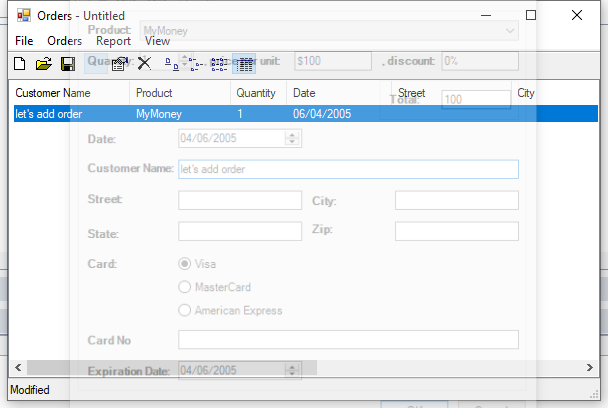 Orders - Untitled
Product: MyMoney
File Orders Report View
Quantity: unit: $100 discount: 0%
Customer Name Product Quantity Date Street City
Total: 100
let's add order MyMoney 1 06/04/2005
Date: 04/06/2005
Customer Name: let's add order
Street: City:
State: Zip:
Card: Visa
MasterCard
American Express
Card No
Expiration Date: 04/06/2005
Modified